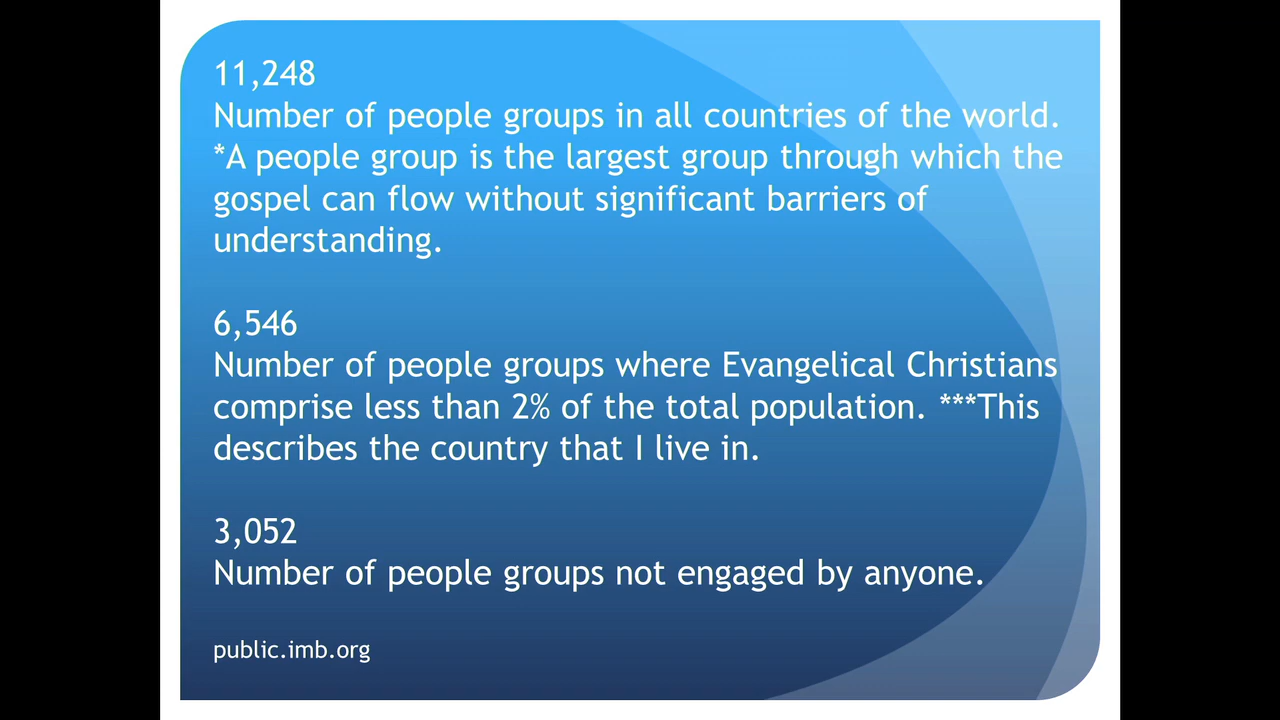 11,248
Number of people groups in all countries of the world.
*A people group is the largest group through which the
gospel can flow without significant barriers of
understanding.
6,546
Number of people groups where Evangelical Christians
comprise less than 2% of the total population. ***This
describes the country that I live in.
3,052
Number of people groups not engaged by anyone.
public.imb.org